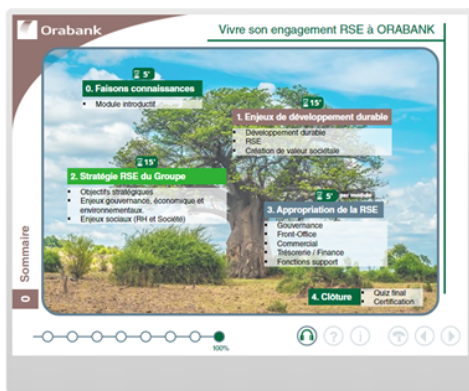 Orabank
Vivre son engagement RSE à ORABANK
5'
0. Faisons connaissances
Module introductif
15'
1. Enjeux de développement durable
Développement durable
RSE
Création de valeur sociétale
15'
2. Stratégie RSE du Groupe
Objectifs stratégiques
Enjeux gouvernance, économique et
environnementaux.
Enjeux sociaux (RH et Société)
5' par module
3. Appropriation de la RSE
Gouvernance
Front-Office
Commercial
Trésorerie / Finance
Fonctions support
4. Clôture
Quiz final
Certification
Sommaire
0
100%